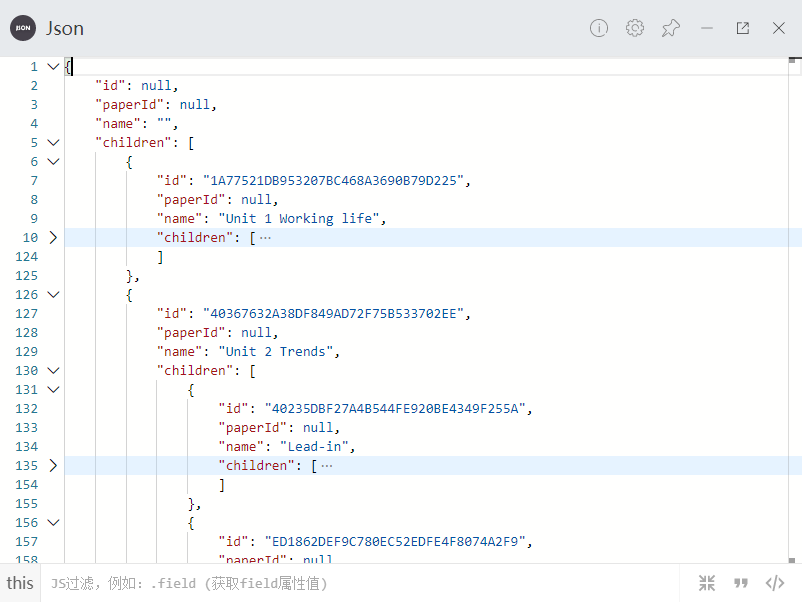 JSON Json
1 {
2 "id": null,
3 "paperId": null,
4 "name": "",
5 "children": [
6 {
7 "id": "1A77521DB953207BC468A3690B79D225",
8 "paperId": null,
9 "name": "Unit 1 Working life",
10 "children": [ ···
124 ]
125 },
126 {
127 "id": "40367632A38DF849AD72F75B533702EE",
128 "paperId": null,
129 "name": "Unit 2 Trends",
130 "children": [
131 {
132 "id": "40235DBF27A4B544FE920BE4349F255A",
133 "paperId": null,
134 "name": "Lead-in",
135 "children": [ ···
154 ]
155 },
156 {
157 "id": "ED1862DEF9C780EC52EDFE4F8074A2F9",
158 "paperId": null
this JS过滤，例如：.field (获取field属性值)